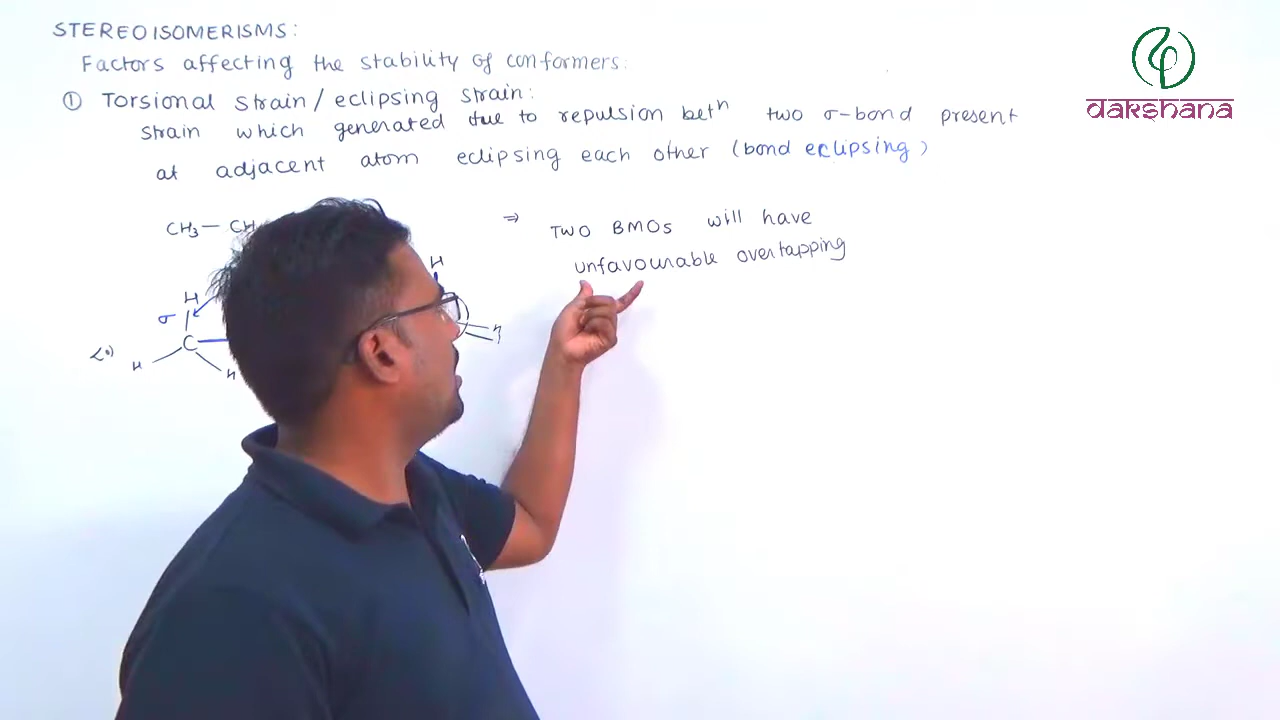 STEREOISOMERISMS:
Factors affecting the stability of conformers:
① Torsional strain/eclipsing strain:
strain which generated due to repulsion betⁿ two σ-bond present
at adjacent atom eclipsing each other (bond eclipsing)
CH₃— CH
⇒ TWO BMOs will have
unfavourable overtapping
H
H
σ
C
H
H
H
dakshana